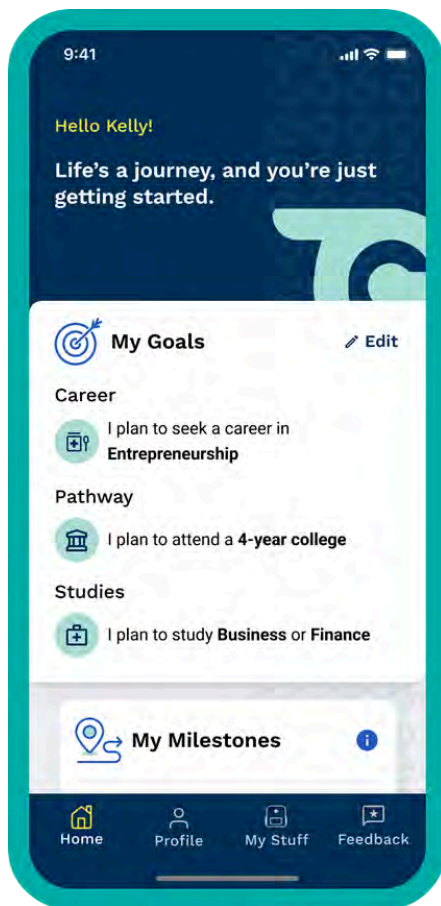 9:41
Hello Kelly!
Life's a journey, and you're just
getting started.
My Goals
Edit
Career
I plan to seek a career in
Entrepreneurship
Pathway
I plan to attend a 4-year college
Studies
I plan to study Business or Finance
My Milestones
Home
Profile
My Stuff
Feedback